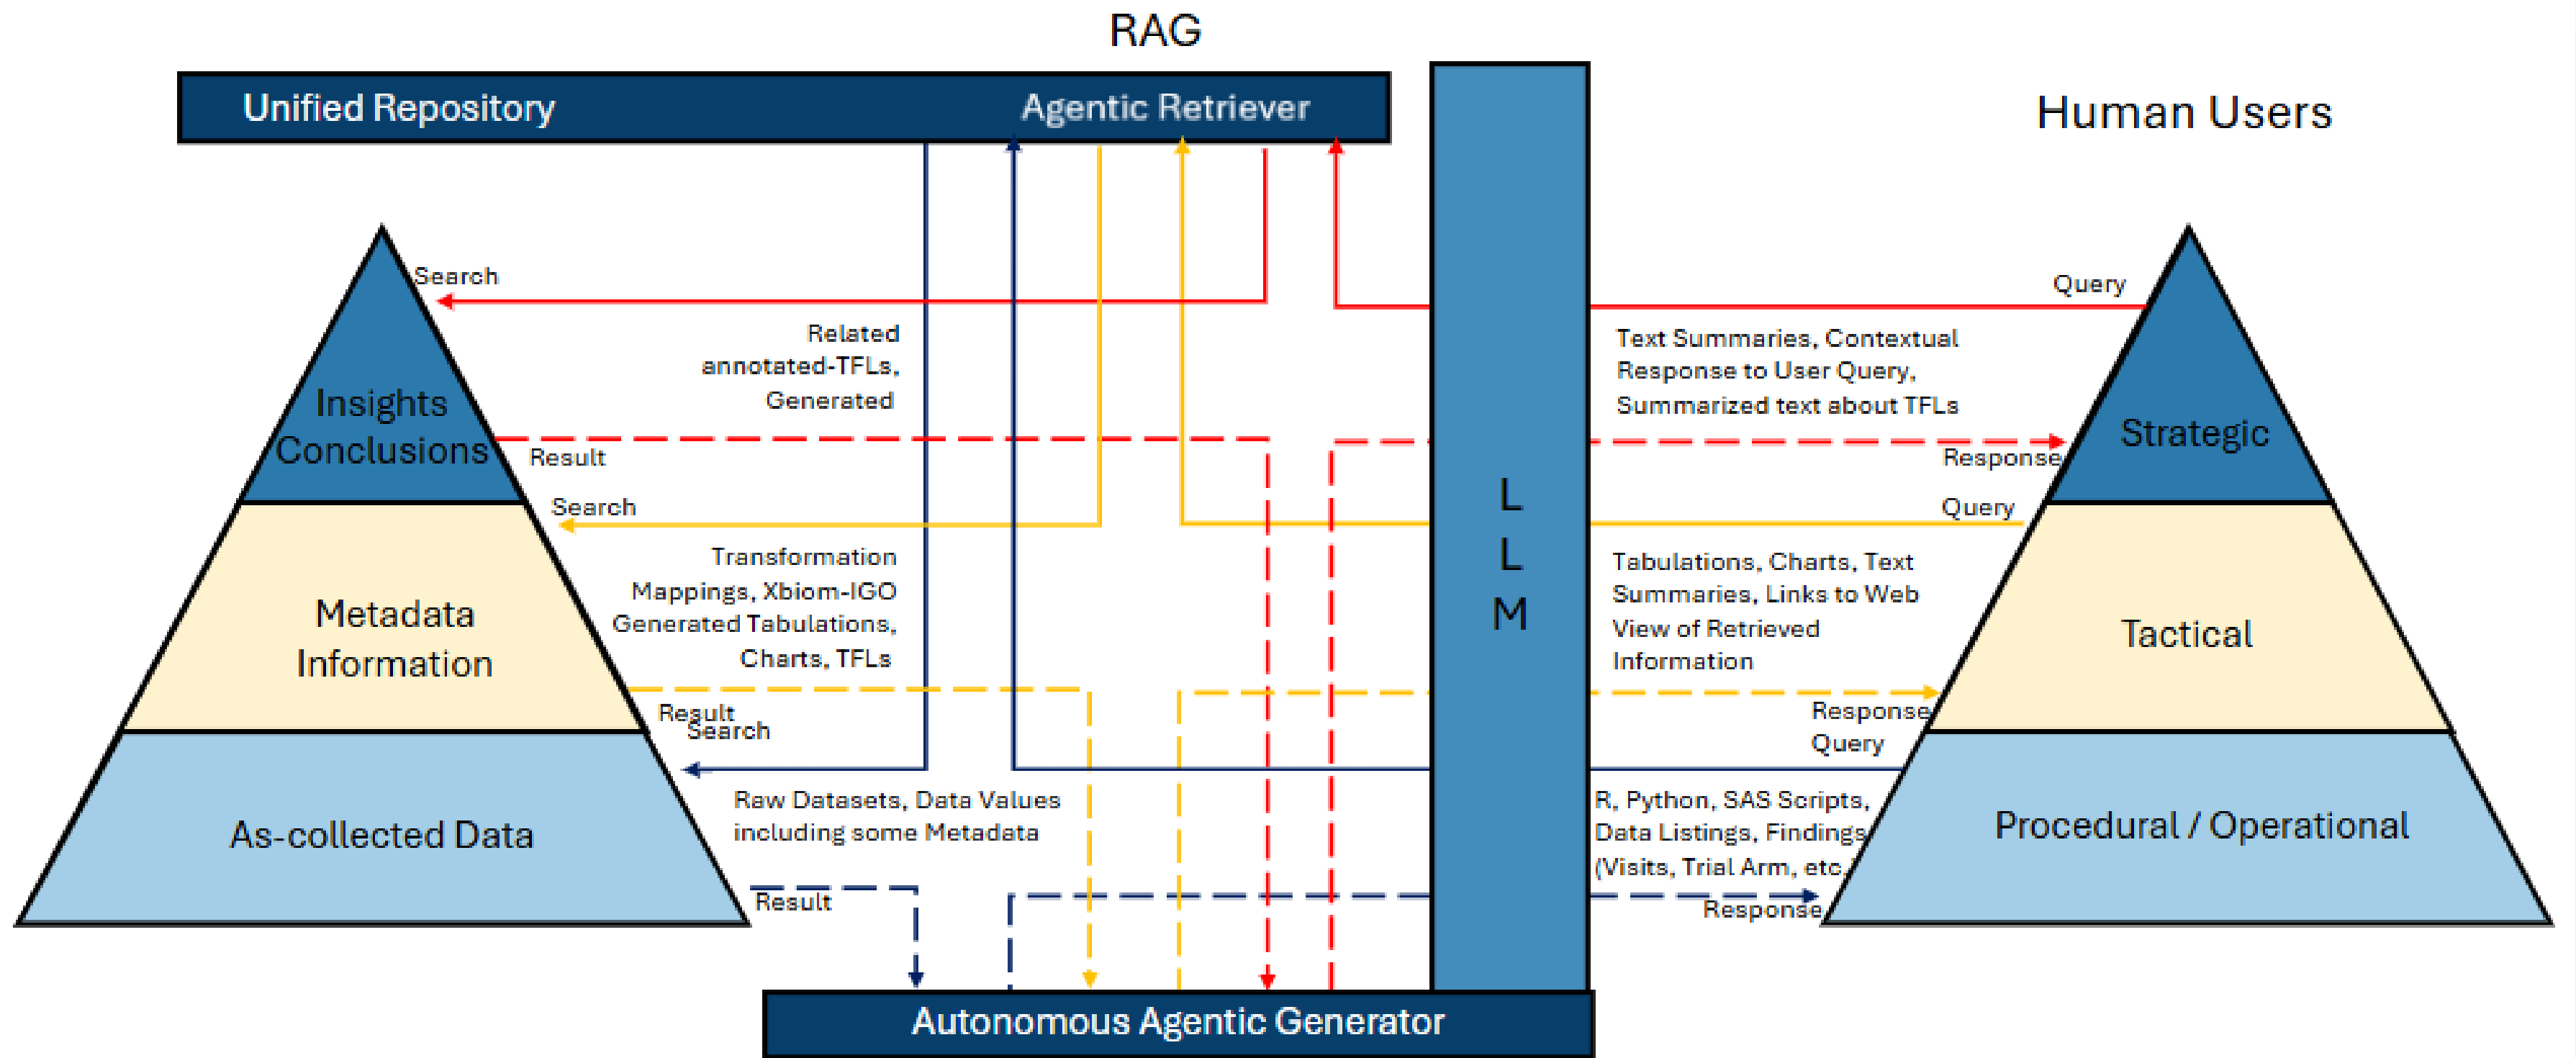 RAG
Unified Repository
Agentic Retriever
Human Users
Search
Related
annotated-TFLs,
Generated
Insights
Conclusions
Result
Search
Transformation
Mappings, Xbiom-IGO
Generated Tabulations,
Charts, TFLs
Metadata
Information
Result
Search
Raw Datasets, Data Values
including some Metadata
As-collected Data
Result
L
L
M
Query
Text Summaries, Contextual
Response to User Query,
Summarized text about TFLs
Strategic
Response
Query
Tabulations, Charts, Text
Summaries, Links to Web
View of Retrieved
Information
Tactical
Response
Query
R, Python, SAS Scripts,
Data Listings, Findings
(Visits, Trial Arm, etc.)
Procedural / Operational
Response
Autonomous Agentic Generator